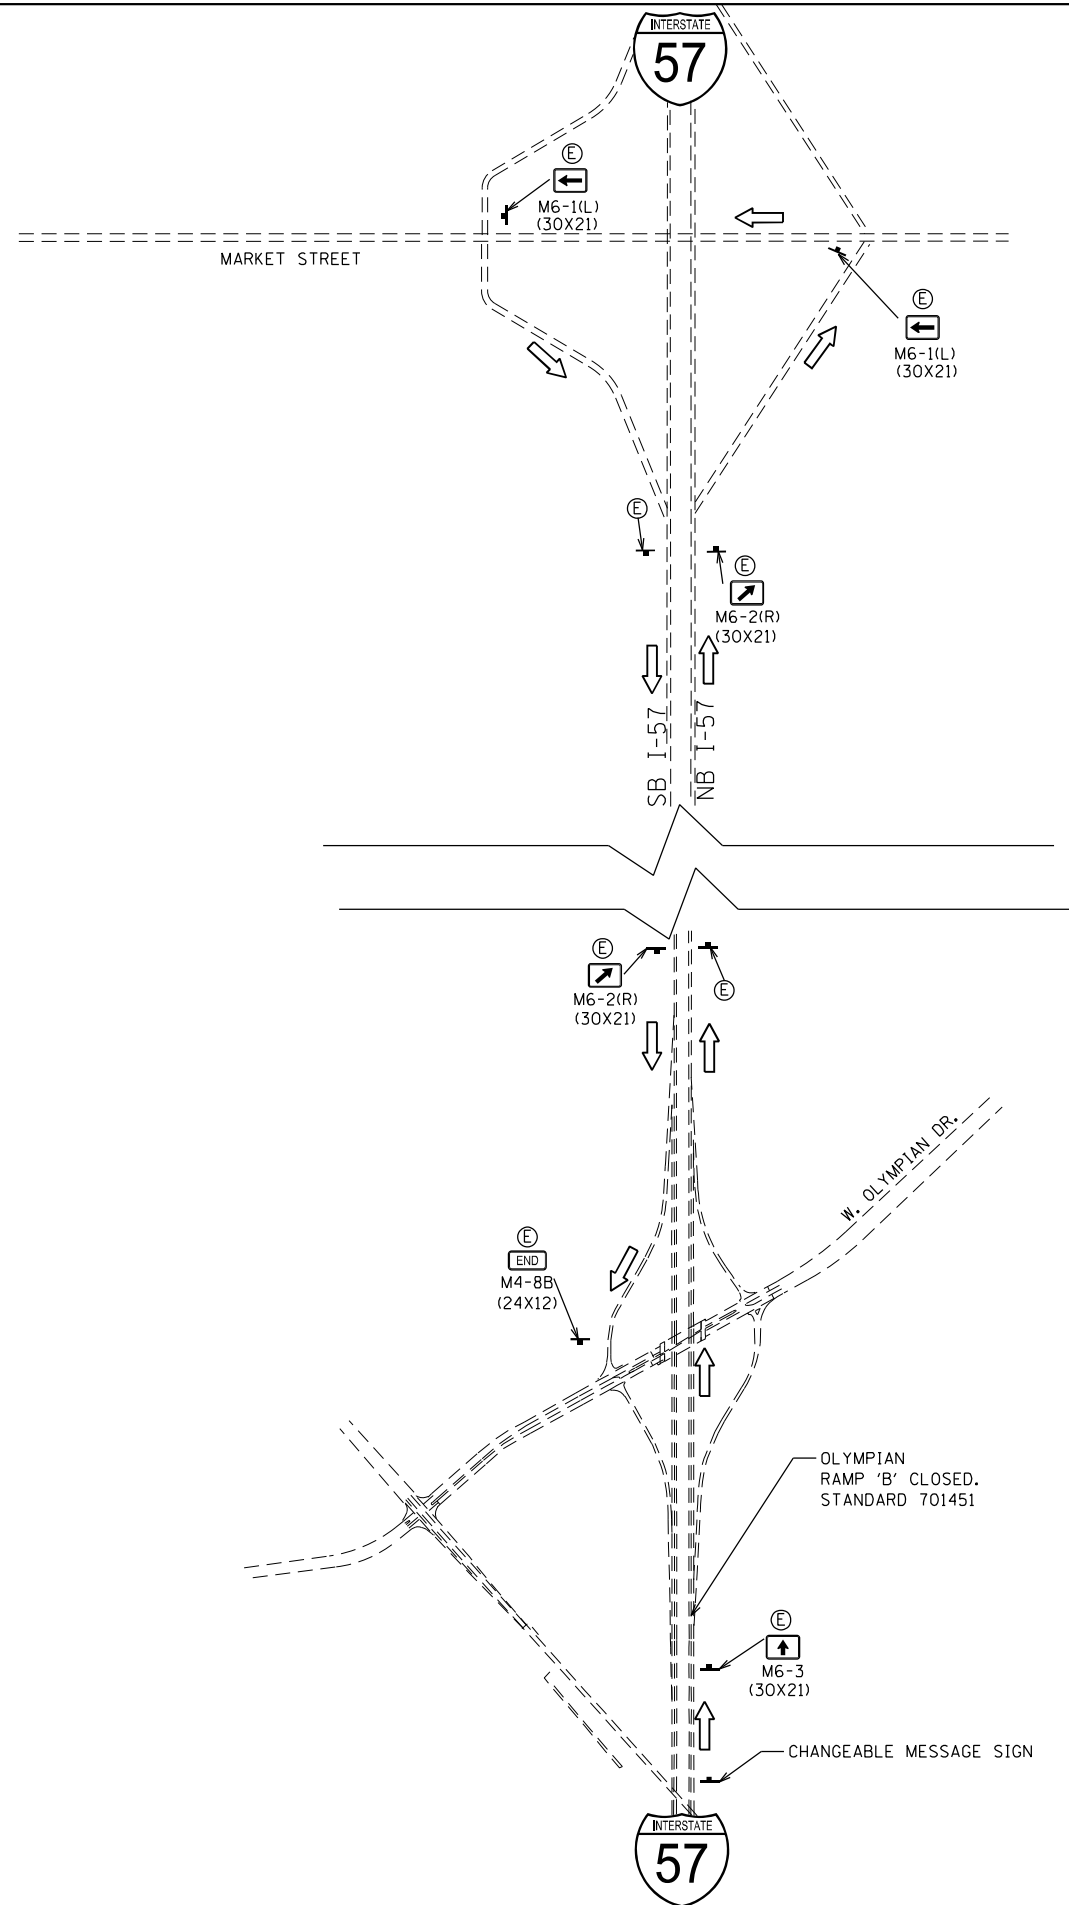 INTERSTATE
57
E
M6-1(L)
(30X21)
MARKET STREET
E
M6-1(L)
(30X21)
E
E
M6-2(R)
(30X21)
SB I-57
NB I-57
E
M6-2(R)
(30X21)
E
W. OLYMPIAN DR.
E
END
M4-8B
(24X12)
OLYMPIAN
RAMP 'B' CLOSED.
STANDARD 701451
E
M6-3
(30X21)
CHANGEABLE MESSAGE SIGN
INTERSTATE
57